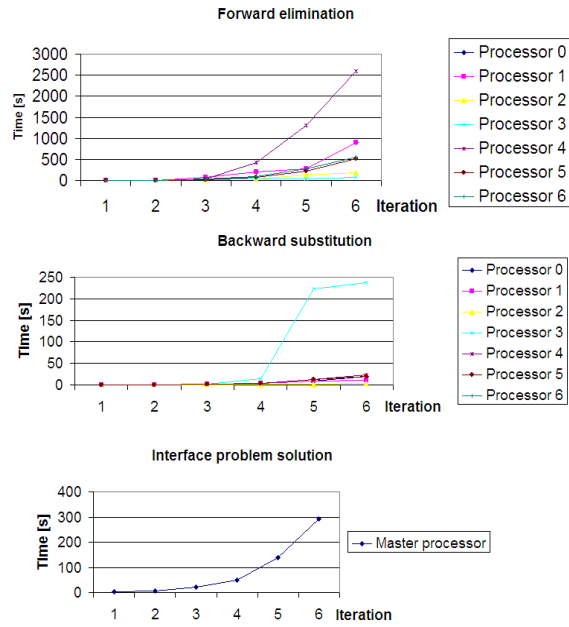 Forward elimination
Time [s]
3000
2500
2000
1500
1000
500
0
1 2 3 4 5 6 Iteration
Processor 0
Processor 1
Processor 2
Processor 3
Processor 4
Processor 5
Processor 6
Backward substitution
Time [s]
250
200
150
100
50
0
1 2 3 4 5 6 Iteration
Processor 0
Processor 1
Processor 2
Processor 3
Processor 4
Processor 5
Processor 6
Interface problem solution
Time [s]
400
300
200
100
0
1 2 3 4 5 6 Iteration
Master processor